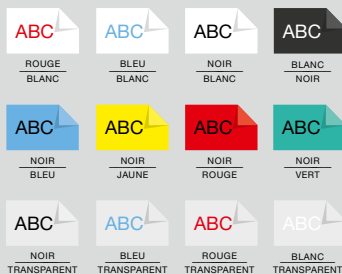 ABC ABC ABC ABC
ROUGE BLEU NOIR BLANC
BLANC BLANC BLANC NOIR
ABC ABC ABC ABC
NOIR NOIR NOIR NOIR
BLEU JAUNE ROUGE VERT
ABC ABC ABC ABC
NOIR BLEU ROUGE BLANC
TRANSPARENT TRANSPARENT TRANSPARENT TRANSPARENT